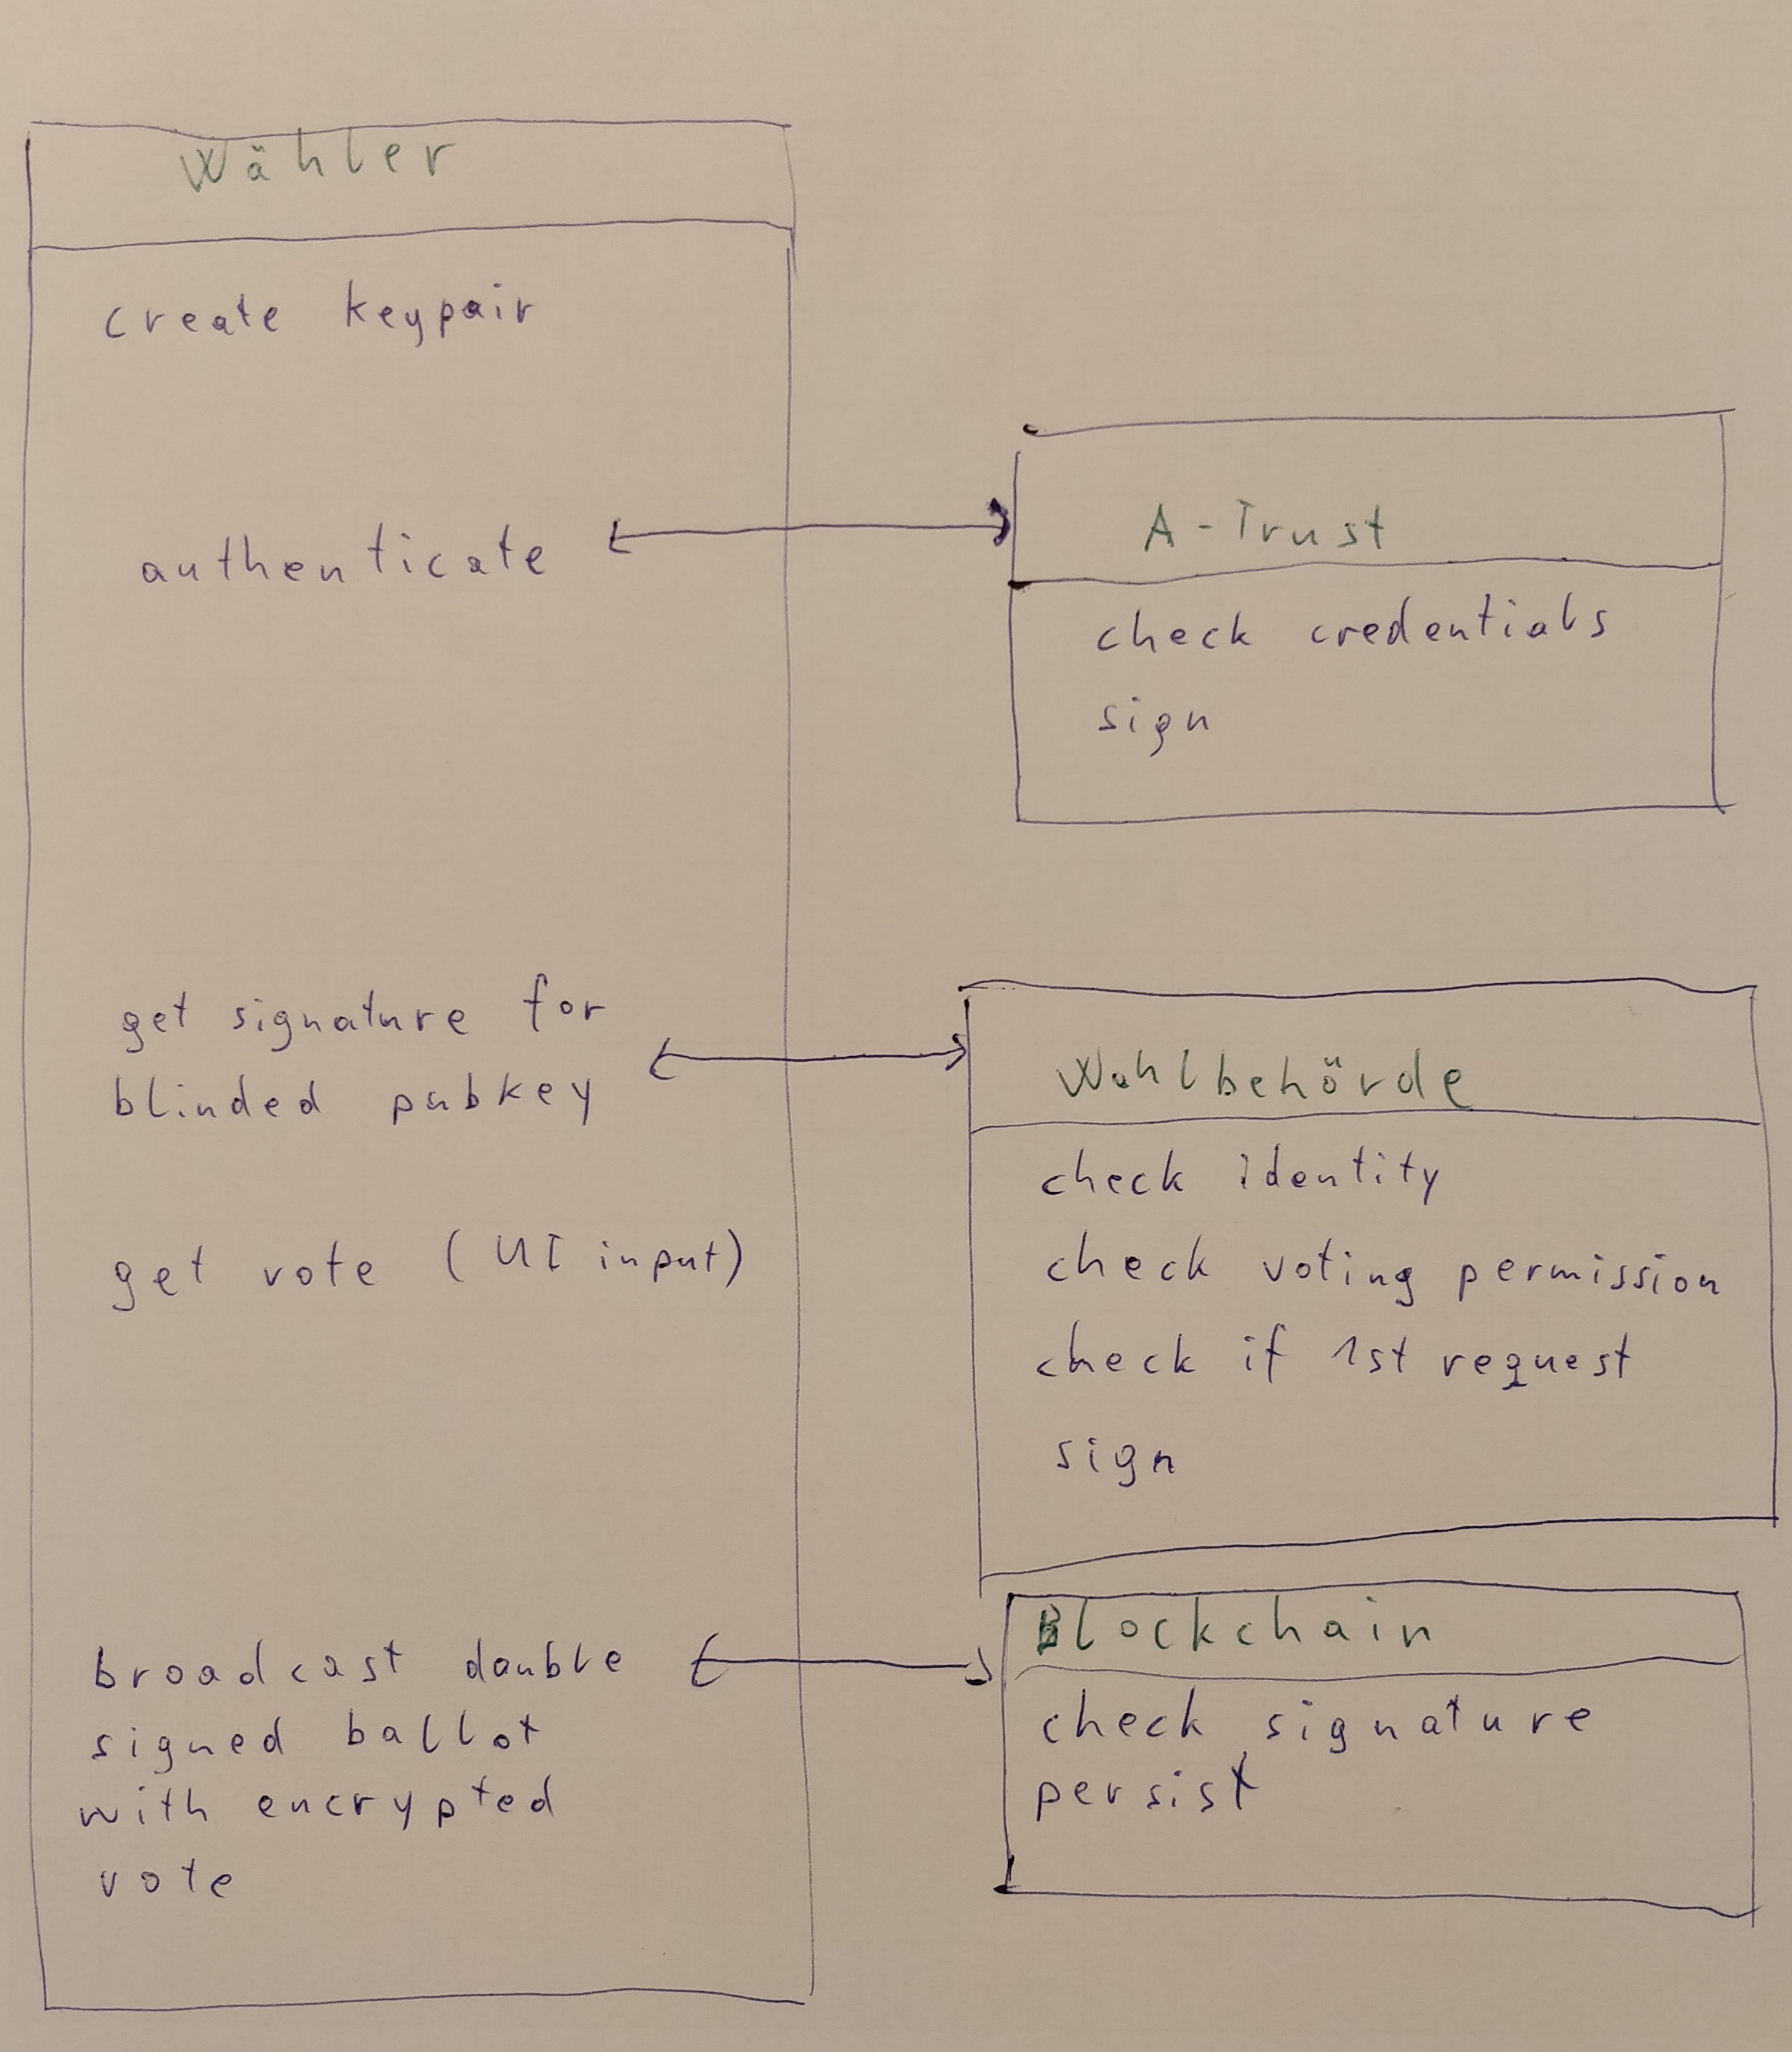 Wähler
create keypair
authenticate
get signature for
blinded pubkey
get vote (UI input)
broadcast double
signed ballot
with encrypted
vote
A-Trust
check credentials
sign
Wahlbehörde
check identity
check voting permission
check if 1st request
sign
Blockchain
check signature
persist